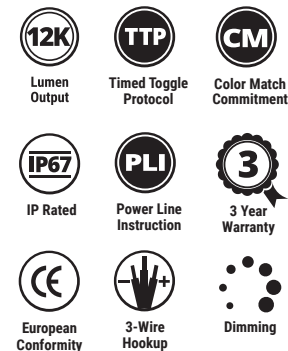 12K
Lumen
Output
TTP
Timed Toggle
Protocol
CM
Color Match
Commitment
IP67
IP Rated
PLI
Power Line
Instruction
3
3 Year
Warranty
CE
European
Conformity
- +
3-Wire
Hookup
Dimming